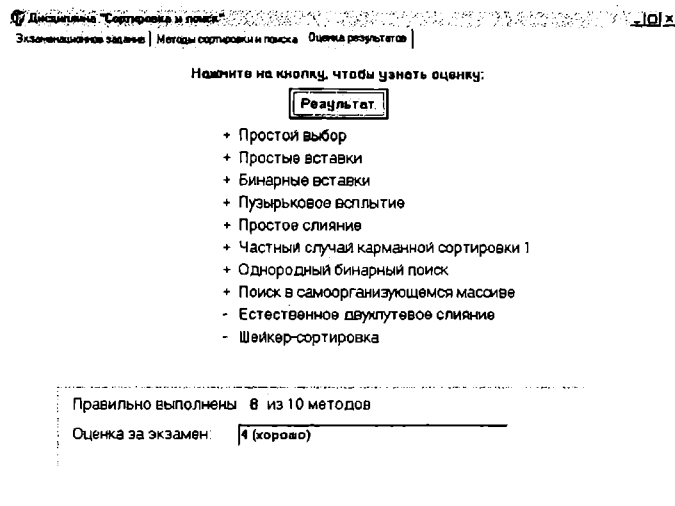 Дисциплина "Сортировка и поиск"
Экзаменационное задание | Методы сортировки и поиска | Оценка результатов
Нажмите на кнопку, чтобы узнать оценку:
Результат.
+ Простой выбор
+ Простые вставки
+ Бинарные вставки
+ Пузырьковое всплытие
+ Простое слияние
+ Частный случай карманной сортировки 1
+ Однородный бинарный поиск
+ Поиск в самоорганизующемся массиве
- Естественное двухпутевое слияние
- Шейкер-сортировка
Правильно выполнены 8 из 10 методов
Оценка за экзамен: 4 (хорошо)